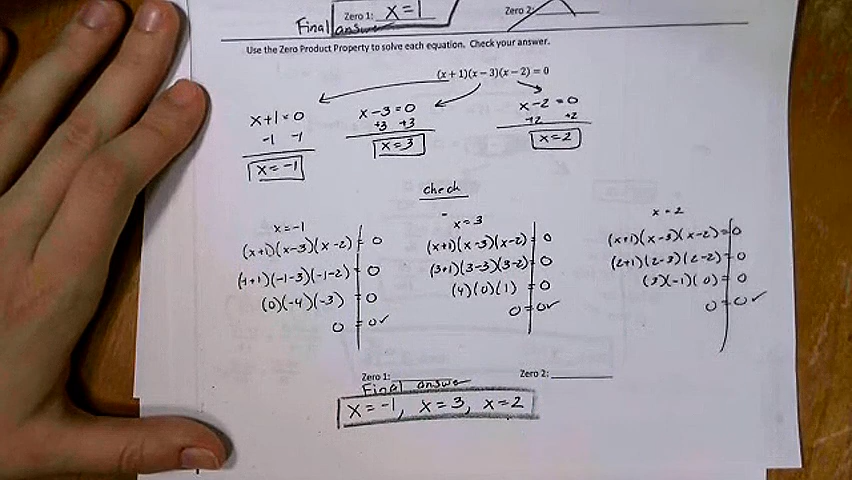 Zero 1: x=1 Zero 2:
Final answer
Use the Zero Product Property to solve each equation. Check your answer.
(x + 1)(x − 3)(x − 2) = 0
x+1=0 x-3=0 x-2=0
-1 -1 +3 +3 +2 +2
x=-1 x=3 x=2
check
x=-1 x=3 x=2
(x+1)(x-3)(x-2)=0 (x+1)(x-3)(x-2)=0 (x+1)(x-3)(x-2)=0
(-1+1)(-1-3)(-1-2)=0 (3+1)(3-3)(3-2)=0 (2+1)(2-3)(2-2)=0
(0)(-4)(-3)=0 (4)(0)(1)=0 (3)(-1)(0)=0
0=0✓ 0=0✓ 0=0✓
Zero 1: Zero 2:
Final answer
x=-1, x=3, x=2